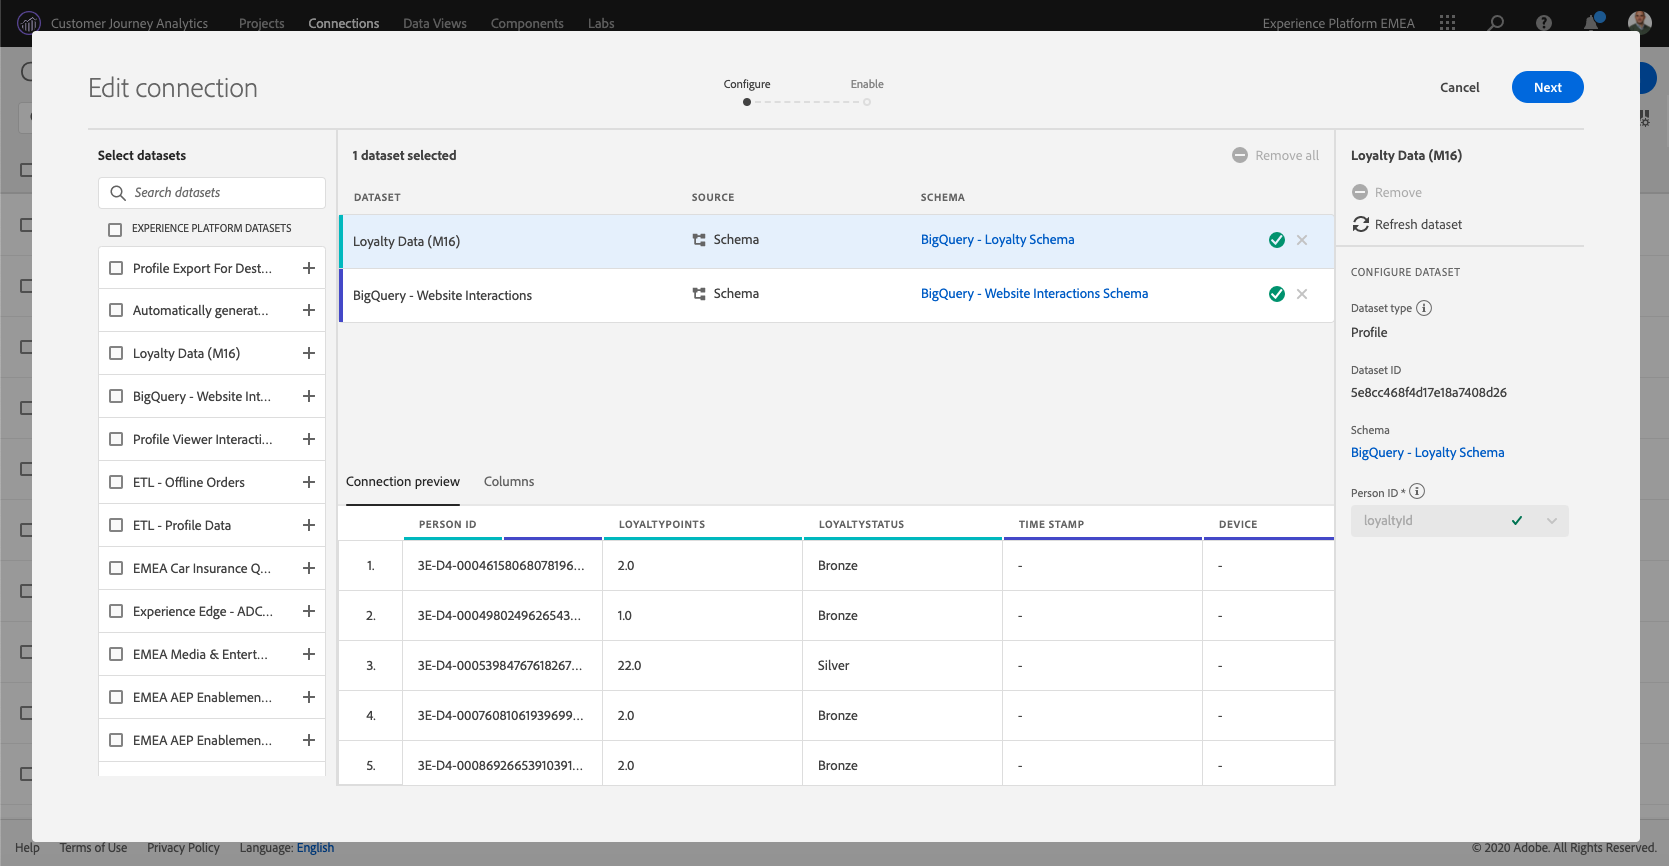 Customer Journey Analytics Projects Connections Data Views Components Labs Experience Platform EMEA
Edit connection
Configure Enable
Cancel Next
Select datasets
Search datasets
EXPERIENCE PLATFORM DATASETS
Profile Export For Dest...
Automatically generat...
Loyalty Data (M16)
BigQuery - Website Int...
Profile Viewer Interacti...
ETL - Offline Orders
ETL - Profile Data
EMEA Car Insurance Q...
Experience Edge - ADC...
EMEA Media & Entert...
EMEA AEP Enablemen...
EMEA AEP Enablemen...
1 dataset selected Remove all
DATASET SOURCE SCHEMA
Loyalty Data (M16) Schema BigQuery - Loyalty Schema
BigQuery - Website Interactions Schema BigQuery - Website Interactions Schema
Connection preview Columns
PERSON ID LOYALTYPOINTS LOYALTYSTATUS TIME STAMP DEVICE
1. 3E-D4-00046158068078196... 2.0 Bronze - -
2. 3E-D4-0004980249626543... 1.0 Bronze - -
3. 3E-D4-00053984767618267... 22.0 Silver - -
4. 3E-D4-00076081061939699... 2.0 Bronze - -
5. 3E-D4-00086926653910391... 2.0 Bronze - -
Loyalty Data (M16)
Remove
Refresh dataset
CONFIGURE DATASET
Dataset type
Profile
Dataset ID
5e8cc468f4d17e18a7408d26
Schema
BigQuery - Loyalty Schema
Person ID *
loyaltyId
Help Terms of Use Privacy Policy Language: English © 2020 Adobe. All Rights Reserved.